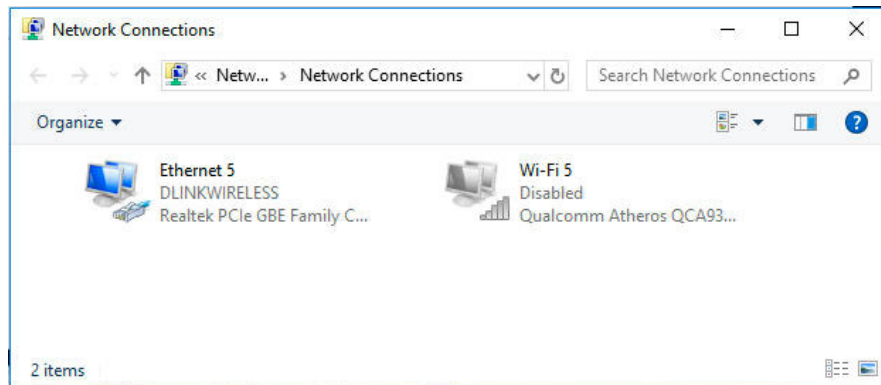 Network Connections
« Netw... › Network Connections
Search Network Connections
Organize
Ethernet 5
DLINKWIRELESS
Realtek PCIe GBE Family C...
Wi-Fi 5
Disabled
Qualcomm Atheros QCA93...
2 items